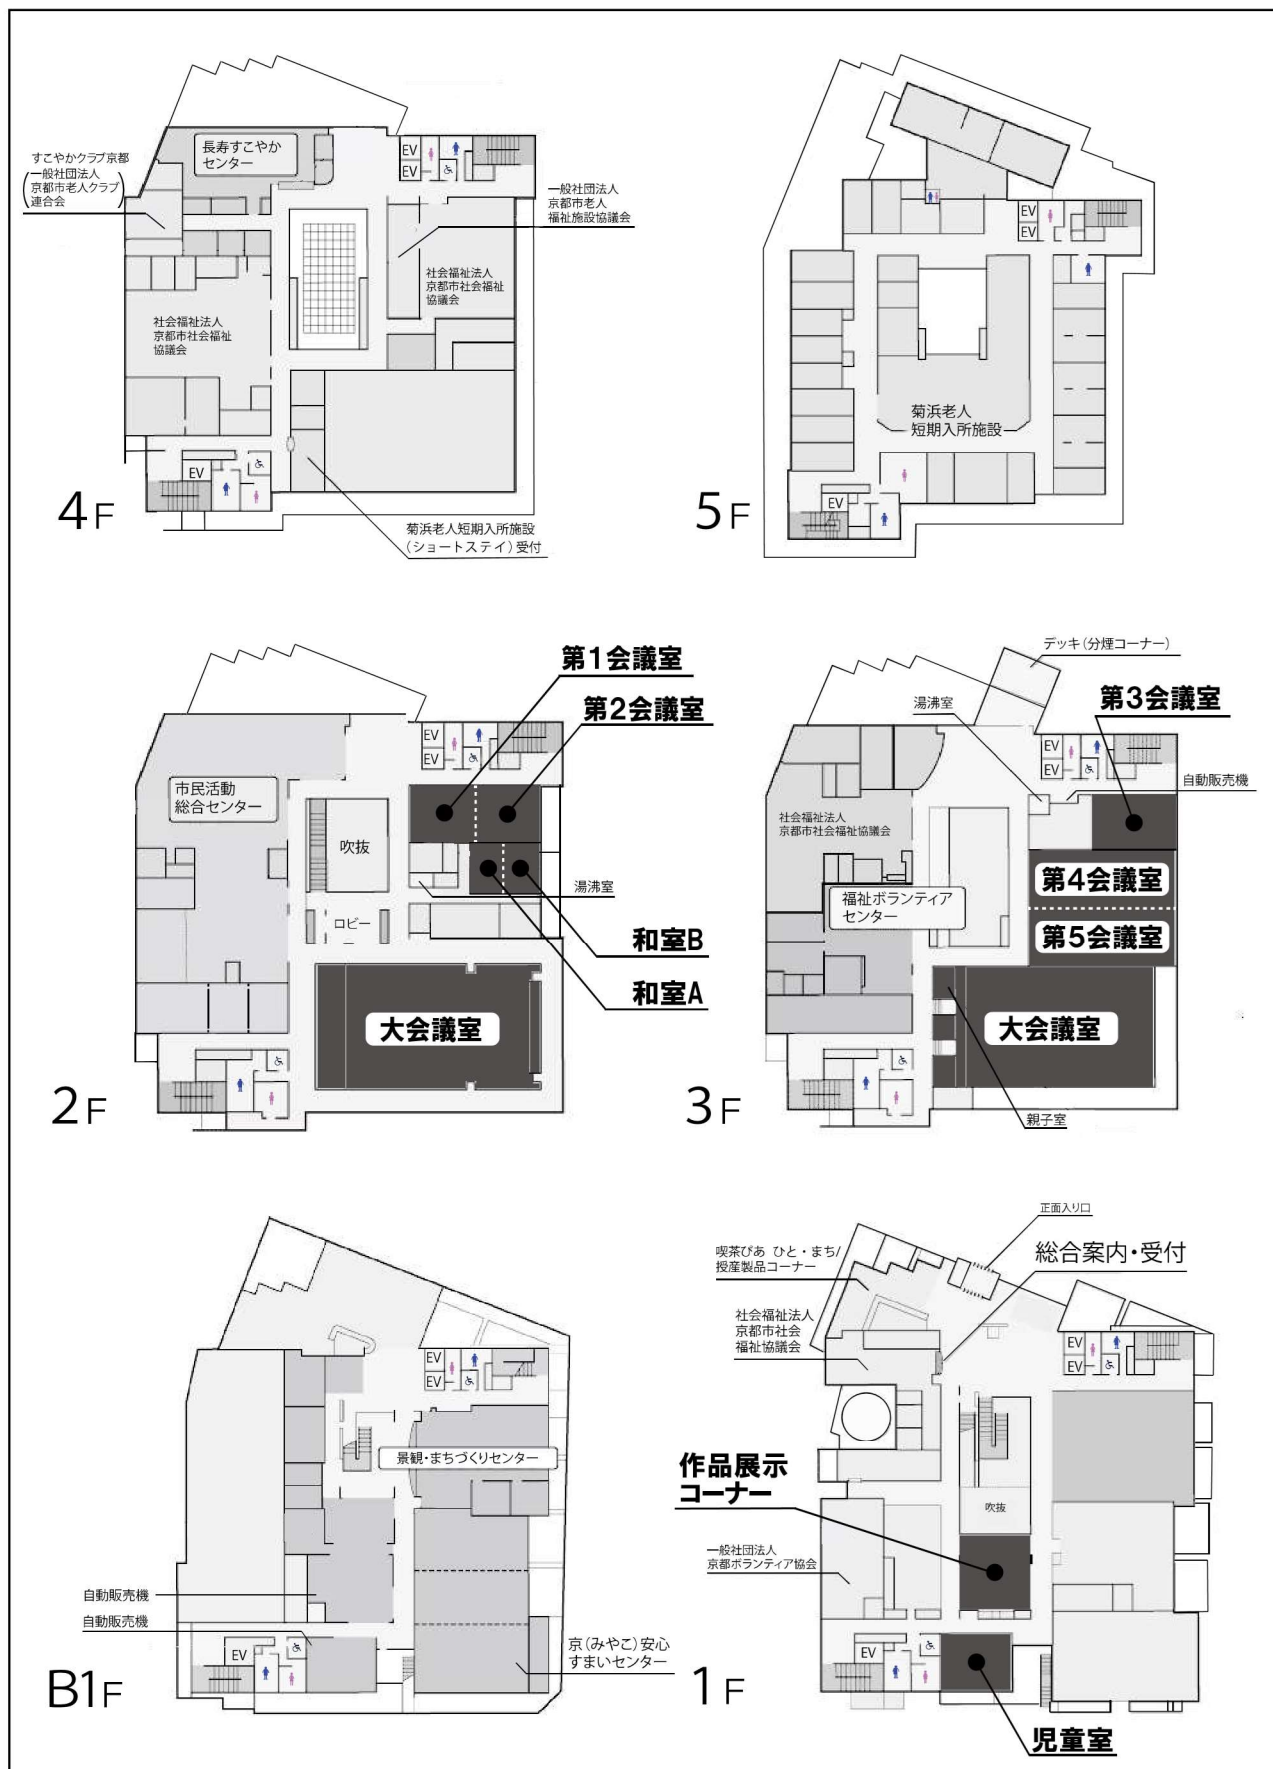 長寿すこやか
センター
すこやかクラブ京都
(一般社団法人
京都市老人クラブ
連合会)
EV
EV
一般社団法人
京都市老人
福祉施設協議会
社会福祉法人
京都市社会福祉
協議会
社会福祉法人
京都市社会福祉
協議会
EV
4F
菊浜老人短期入所施設
(ショートステイ)受付
EV
EV
菊浜老人
短期入所施設
EV
5F
第1会議室
第2会議室
EV
EV
市民活動
総合センター
吹抜
湯沸室
ロビー
和室B
和室A
大会議室
2F
デッキ(分煙コーナー)
湯沸室
第3会議室
EV
EV
自動販売機
社会福祉法人
京都市社会福祉協議会
第4会議室
福祉ボランティア
センター
第5会議室
大会議室
3F
親子室
EV
EV
景観・まちづくりセンター
自動販売機
自動販売機
EV
京(みやこ)安心
すまいセンター
B1F
正面入り口
喫茶ぴあ ひと・まち/
授産製品コーナー
総合案内・受付
社会福祉法人
京都市社会
福祉協議会
EV
EV
作品展示
コーナー
吹抜
一般社団法人
京都ボランティア協会
EV
1F
児童室